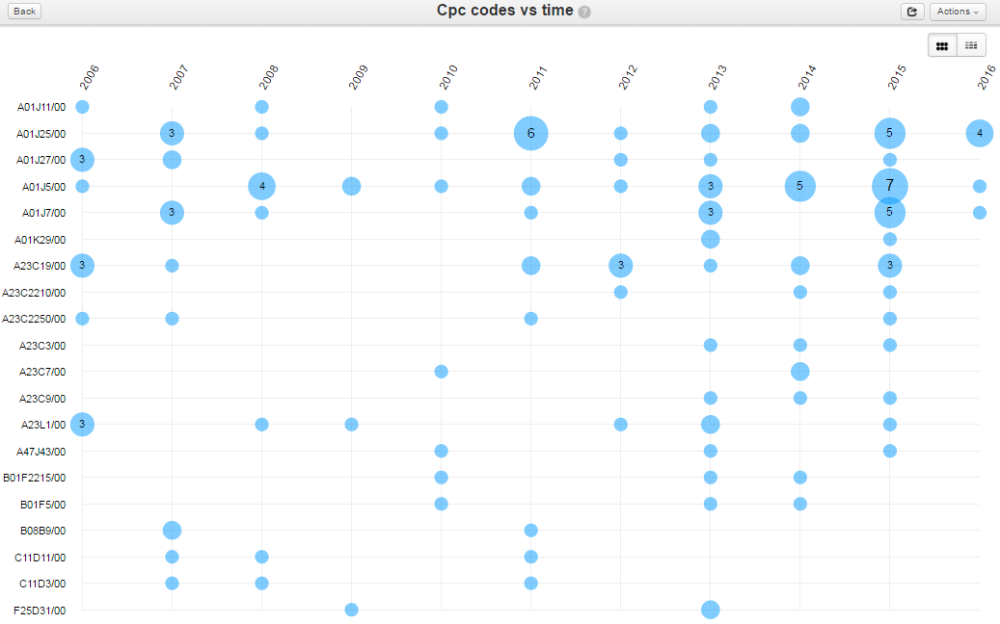 Back
Cpc codes vs time ?
Actions
2006 2007 2008 2009 2010 2011 2012 2013 2014 2015 2016
A01J11/00
A01J25/00 3 6 5 4
A01J27/00 3
A01J5/00 4 3 5 7
A01J7/00 3 3 5
A01K29/00
A23C19/00 3 3 3
A23C2210/00
A23C2250/00
A23C3/00
A23C7/00
A23C9/00
A23L1/00 3
A47J43/00
B01F2215/00
B01F5/00
B08B9/00
C11D11/00
C11D3/00
F25D31/00